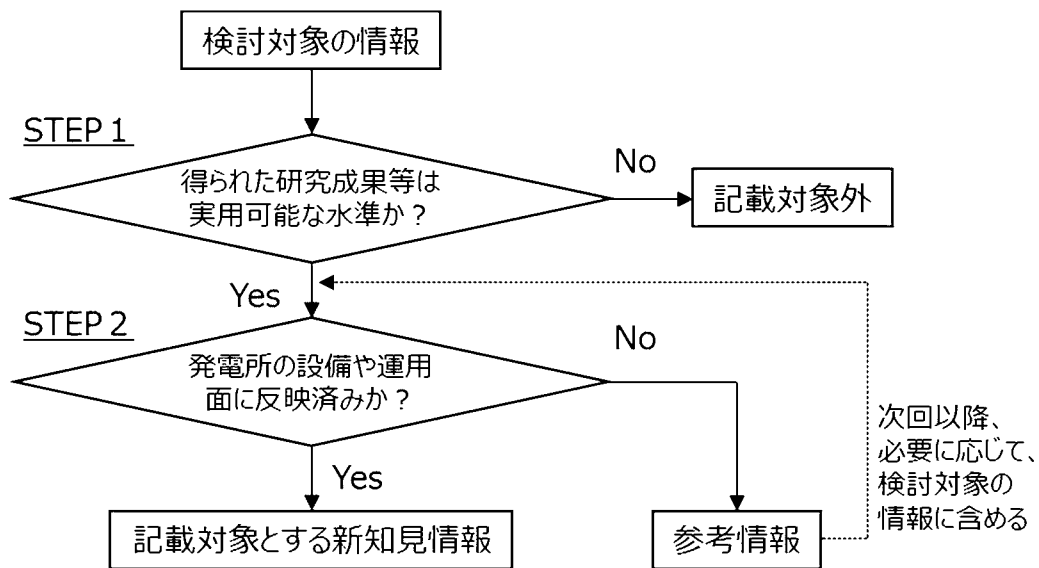 検討対象の情報
STEP 1
得られた研究成果等は
実用可能な水準か？
No
記載対象外
Yes
STEP 2
発電所の設備や運用
面に反映済みか？
No
次回以降、
必要に応じて、
検討対象の
情報に含める
Yes
記載対象とする新知見情報
参考情報